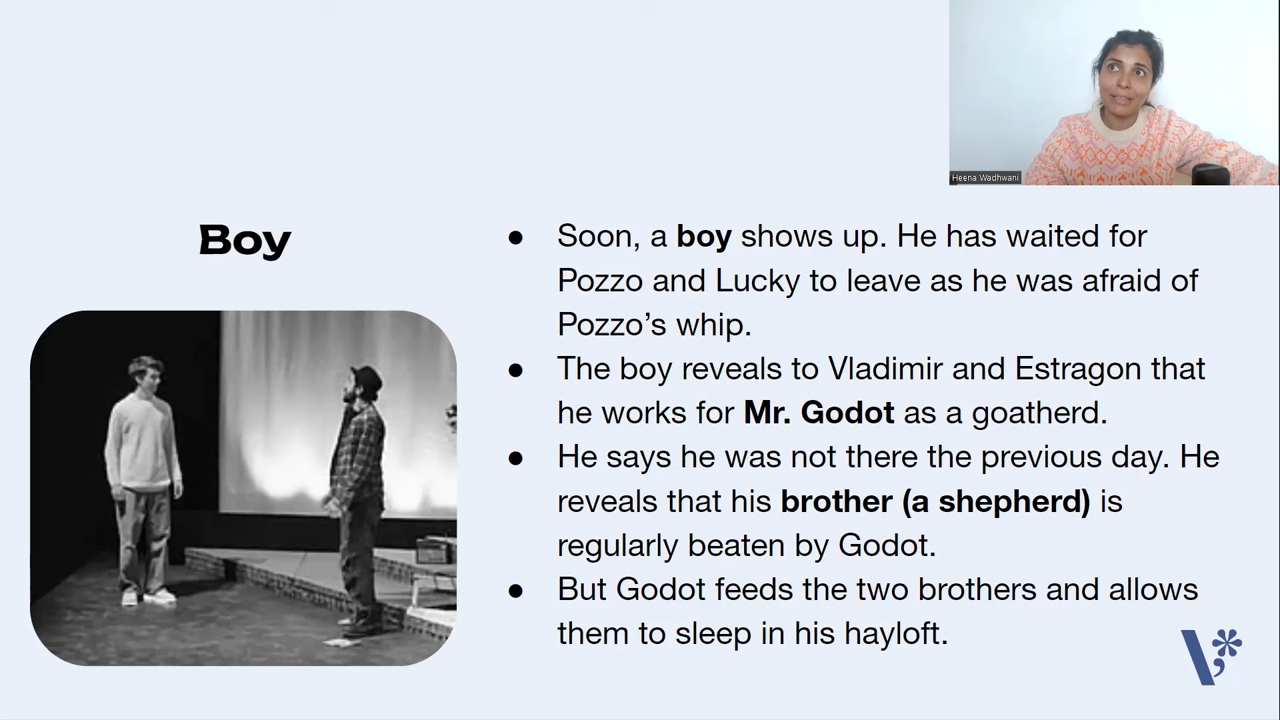 Heena Wadhwani
Boy
● Soon, a boy shows up. He has waited for
Pozzo and Lucky to leave as he was afraid of
Pozzo’s whip.
● The boy reveals to Vladimir and Estragon that
he works for Mr. Godot as a goatherd.
● He says he was not there the previous day. He
reveals that his brother (a shepherd) is
regularly beaten by Godot.
● But Godot feeds the two brothers and allows
them to sleep in his hayloft.